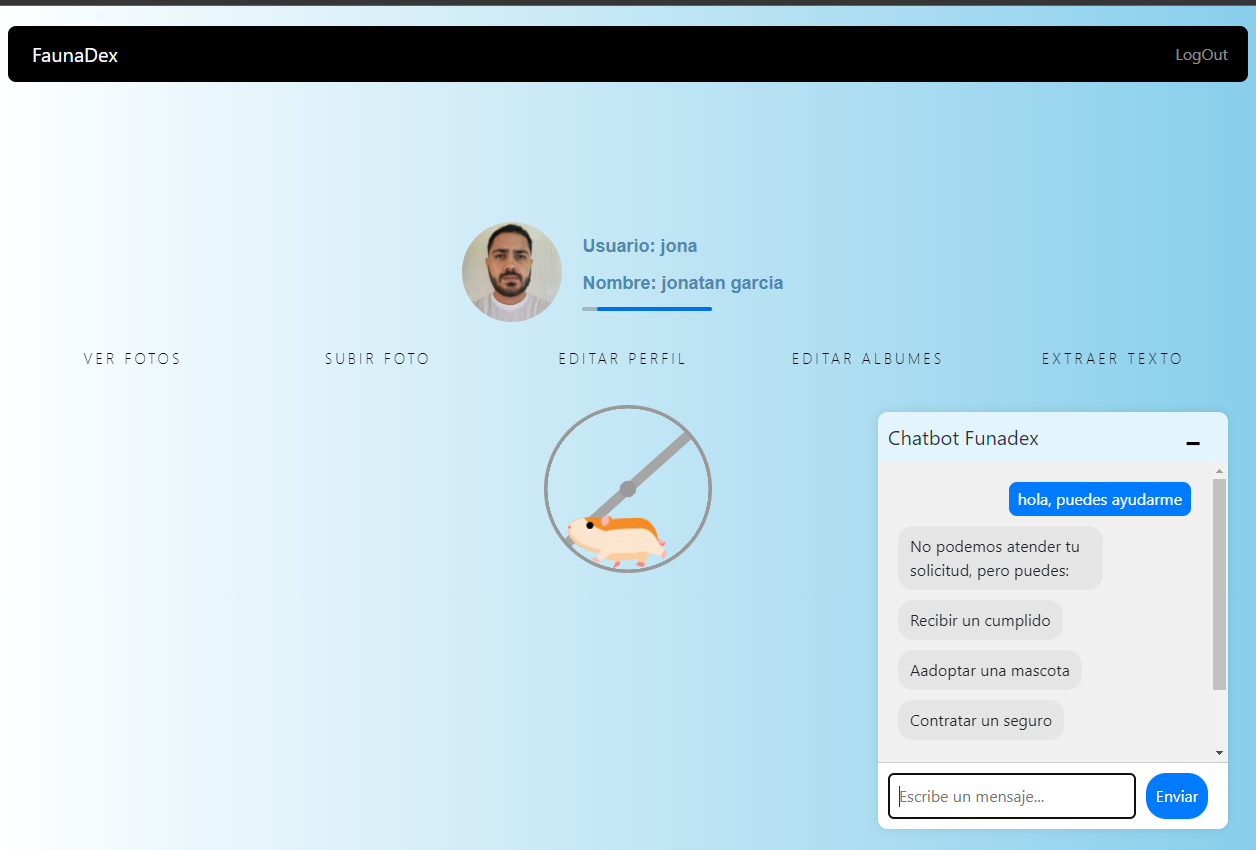 FaunaDex
LogOut
Usuario: jona
Nombre: jonatan garcia
VER FOTOS
SUBIR FOTO
EDITAR PERFIL
EDITAR ALBUMES
EXTRAER TEXTO
Chatbot Funadex
hola, puedes ayudarme
No podemos atender tu
solicitud, pero puedes:
Recibir un cumplido
Aadoptar una mascota
Contratar un seguro
Escribe un mensaje...
Enviar